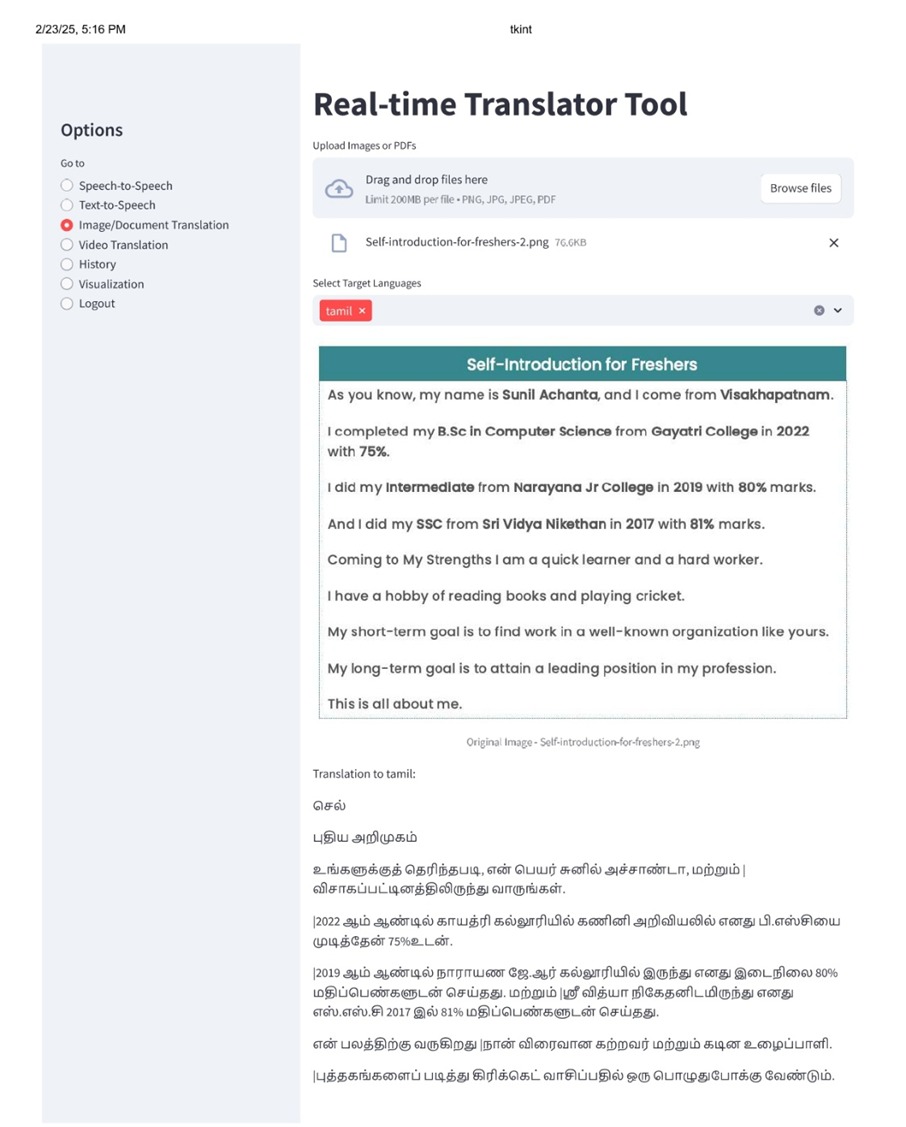 2/23/25, 5:16 PM
tkint
Options
Go to
Speech-to-Speech
Text-to-Speech
Image/Document Translation
Video Translation
History
Visualization
Logout
Real-time Translator Tool
Upload Images or PDFs
Drag and drop files here
Limit 200MB per file • PNG, JPG, JPEG, PDF
Browse files
Self-introduction-for-freshers-2.png 76.6KB
Select Target Languages
tamil
Self-Introduction for Freshers
As you know, my name is Sunil Achanta, and I come from Visakhapatnam.
I completed my B.Sc in Computer Science from Gayatri College in 2022
with 75%.
I did my Intermediate from Narayana Jr College in 2019 with 80% marks.
And I did my SSC from Sri Vidya Nikethan in 2017 with 81% marks.
Coming to My Strengths I am a quick learner and a hard worker.
I have a hobby of reading books and playing cricket.
My short-term goal is to find work in a well-known organization like yours.
My long-term goal is to attain a leading position in my profession.
This is all about me.
Original Image - Self-introduction-for-freshers-2.png
Translation to tamil:
செல்
புதிய அறிமுகம்
உங்களுக்குத் தெரிந்தபடி, என் பெயர் சுனில் அச்சாண்டா, மற்றும் |
விசாகப்பட்டினத்திலிருந்து வாருங்கள்.
|2022 ஆம் ஆண்டில் காயத்ரி கல்லூரியில் கணினி அறிவியலில் எனது பி.எஸ்சியை
முடித்தேன் 75%உடன்.
|2019 ஆம் ஆண்டில் நாராயண ஜே.ஆர் கல்லூரியில் இருந்து எனது இடைநிலை 80%
மதிப்பெண்களுடன் செய்தது. மற்றும் |ஸ்ரீ வித்யா நிகேதனிடமிருந்து எனது
எஸ்.எஸ்.சி 2017 இல் 81% மதிப்பெண்களுடன் செய்தது.
என் பலத்திற்கு வருகிறது |நான் விரைவான கற்றவர் மற்றும் கடின உழைப்பாளி.
|புத்தகங்களைப் படித்து கிரிக்கெட் வாசிப்பதில் ஒரு பொழுதுபோக்கு வேண்டும்.